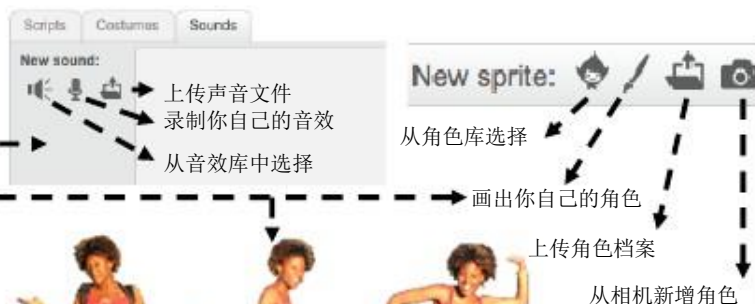 Scripts Costumes Sounds
New sound:
上传声音文件
录制你自己的音效
从音效库中选择
New sprite:
从角色库选择
画出你自己的角色
上传角色档案
从相机新增角色